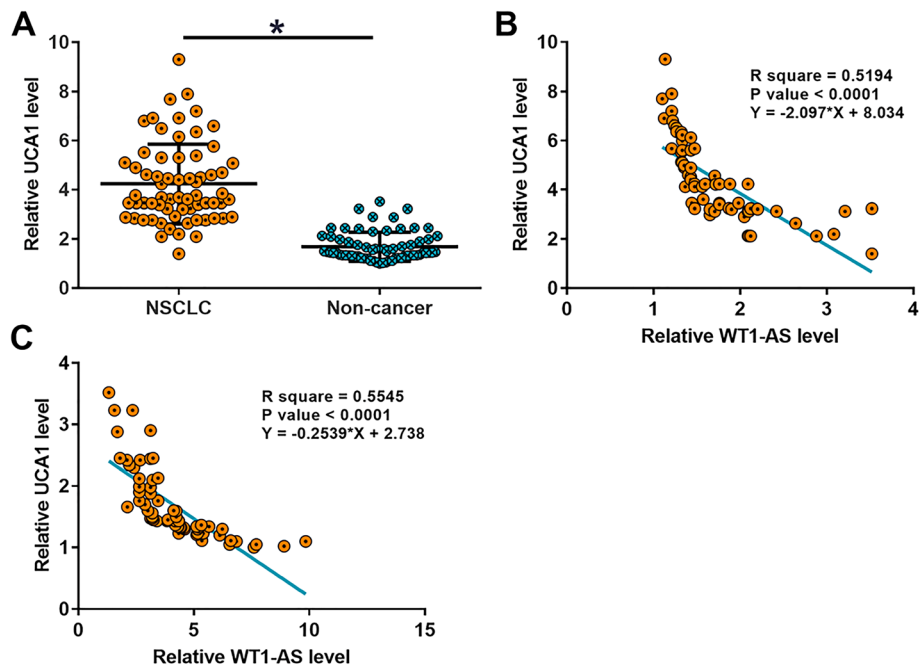 A
*
Relative UCA1 level
10
8
6
4
2
0
NSCLC
Non-cancer
B
Relative UCA1 level
10
8
6
4
2
0
R square = 0.5194
P value < 0.0001
Y = -2.097*X + 8.034
0
1
2
3
4
Relative WT1-AS level
C
Relative UCA1 level
4
3
2
1
0
R square = 0.5545
P value < 0.0001
Y = -0.2539*X + 2.738
0
5
10
15
Relative WT1-AS level